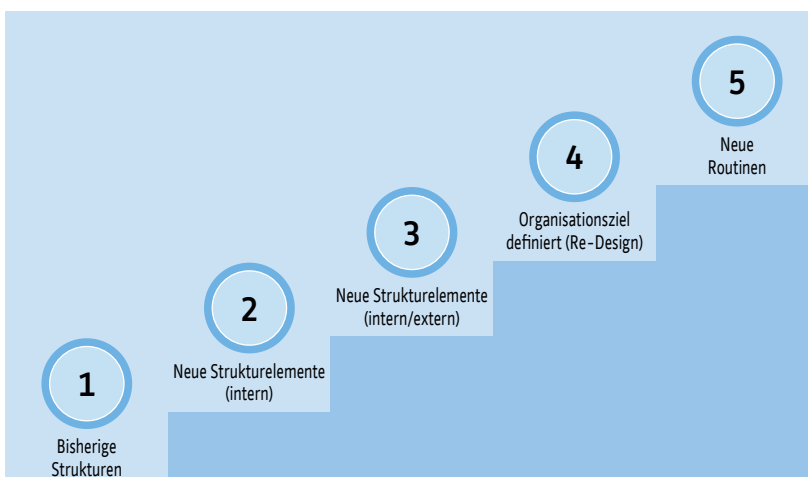 1
Bisherige
Strukturen
2
Neue Strukturelemente
(intern)
3
Neue Strukturelemente
(intern/extern)
4
Organisationsziel
definiert (Re-Design)
5
Neue
Routinen